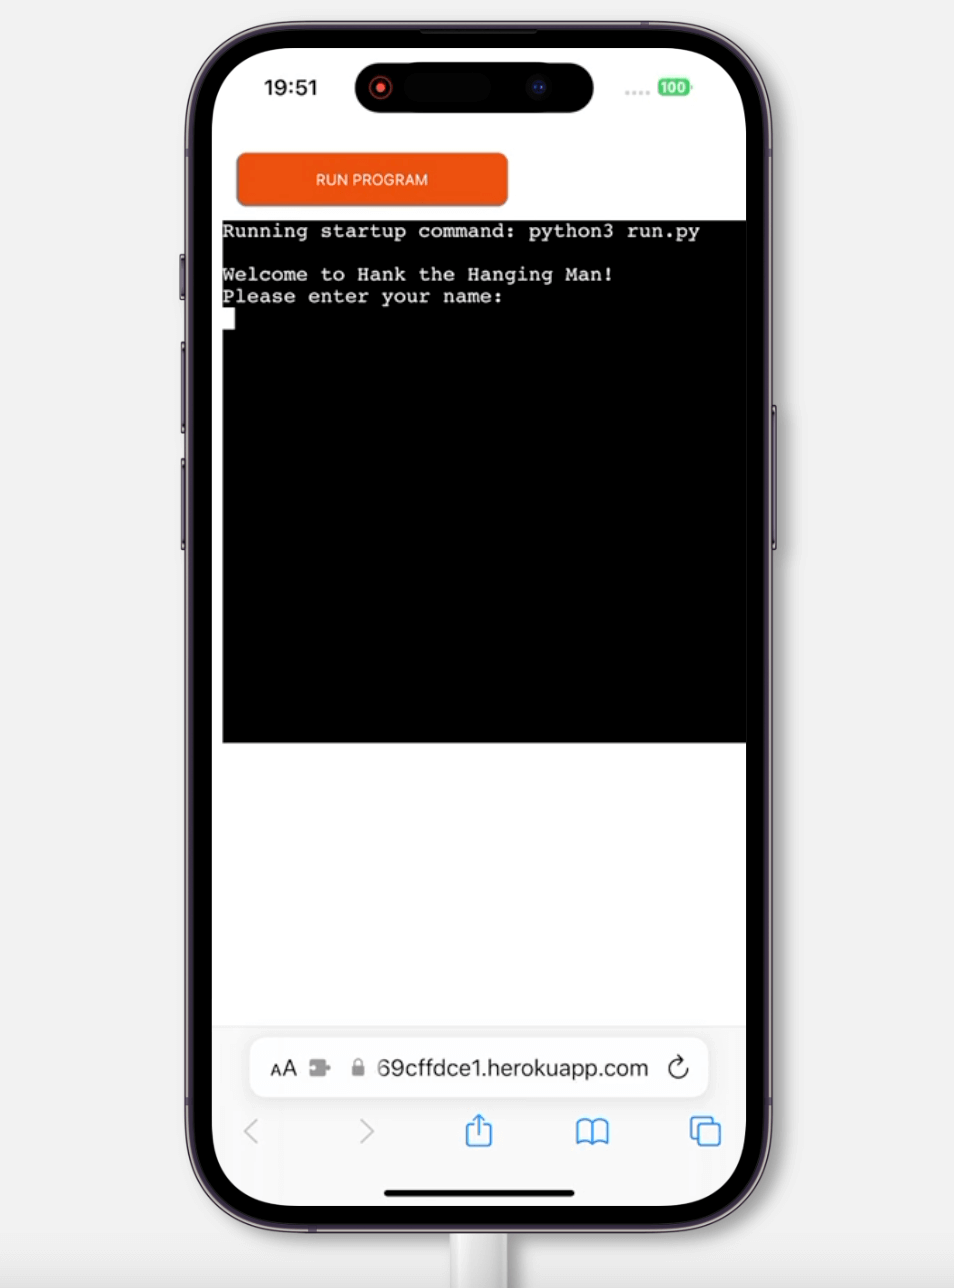 19:51
100
RUN PROGRAM
Running startup command: python3 run.py
Welcome to Hank the Hanging Man!
Please enter your name:
AA 69cffdce1.herokuapp.com